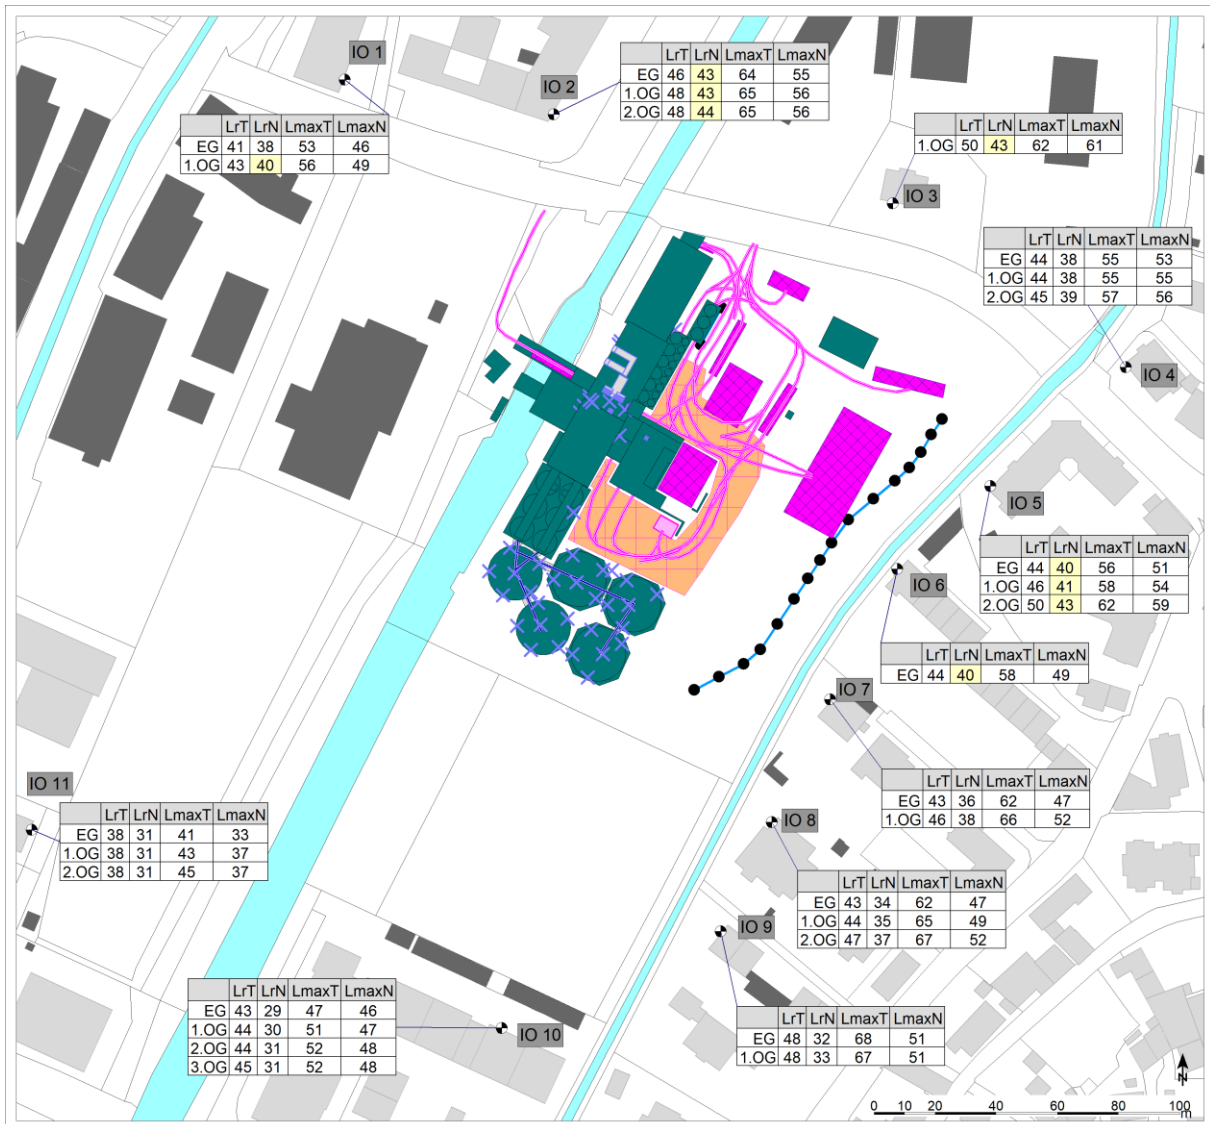 IO 1
LrT LrN LmaxT LmaxN
EG 41 38 53 46
1.OG 43 40 56 49
IO 2
LrT LrN LmaxT LmaxN
EG 46 43 64 55
1.OG 48 43 65 56
2.OG 48 44 65 56
LrT LrN LmaxT LmaxN
1.OG 50 43 62 61
IO 3
LrT LrN LmaxT LmaxN
EG 44 38 55 53
1.OG 44 38 55 55
2.OG 45 39 57 56
IO 4
IO 5
LrT LrN LmaxT LmaxN
EG 44 40 56 51
1.OG 46 41 58 54
2.OG 50 43 62 59
IO 6
LrT LrN LmaxT LmaxN
EG 44 40 58 49
IO 7
LrT LrN LmaxT LmaxN
EG 43 36 62 47
1.OG 46 38 66 52
IO 11
LrT LrN LmaxT LmaxN
EG 38 31 41 33
1.OG 38 31 43 37
2.OG 38 31 45 37
IO 8
LrT LrN LmaxT LmaxN
EG 43 34 62 47
1.OG 44 35 65 49
2.OG 47 37 67 52
IO 9
LrT LrN LmaxT LmaxN
EG 48 32 68 51
1.OG 48 33 67 51
LrT LrN LmaxT LmaxN
EG 43 29 47 46
1.OG 44 30 51 47
2.OG 44 31 52 48
3.OG 45 31 52 48
IO 10
N
0 10 20 40 60 80 100
m